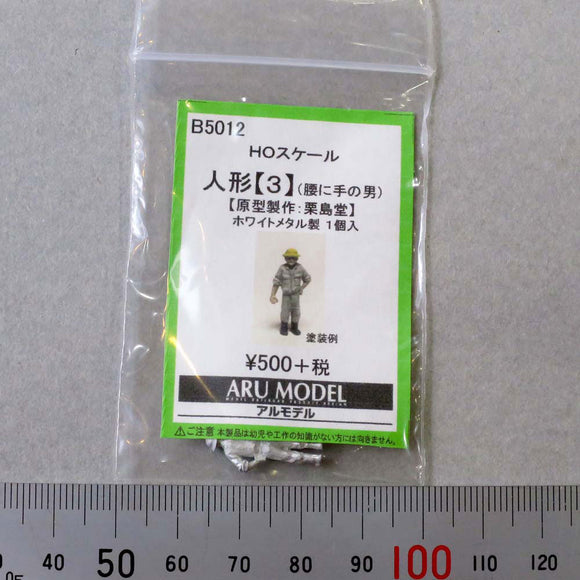 B5012
HOスケール
人形【3】(腰に手の男)
【原型製作:栗島堂】
ホワイトメタル製 1個入
塗装例
¥500+税
ARU MODEL
アルモデル
⚠ご注意 本製品は幼児や工作の知識がない方には向きません。
40 50 60 70 80 90 100 110 120